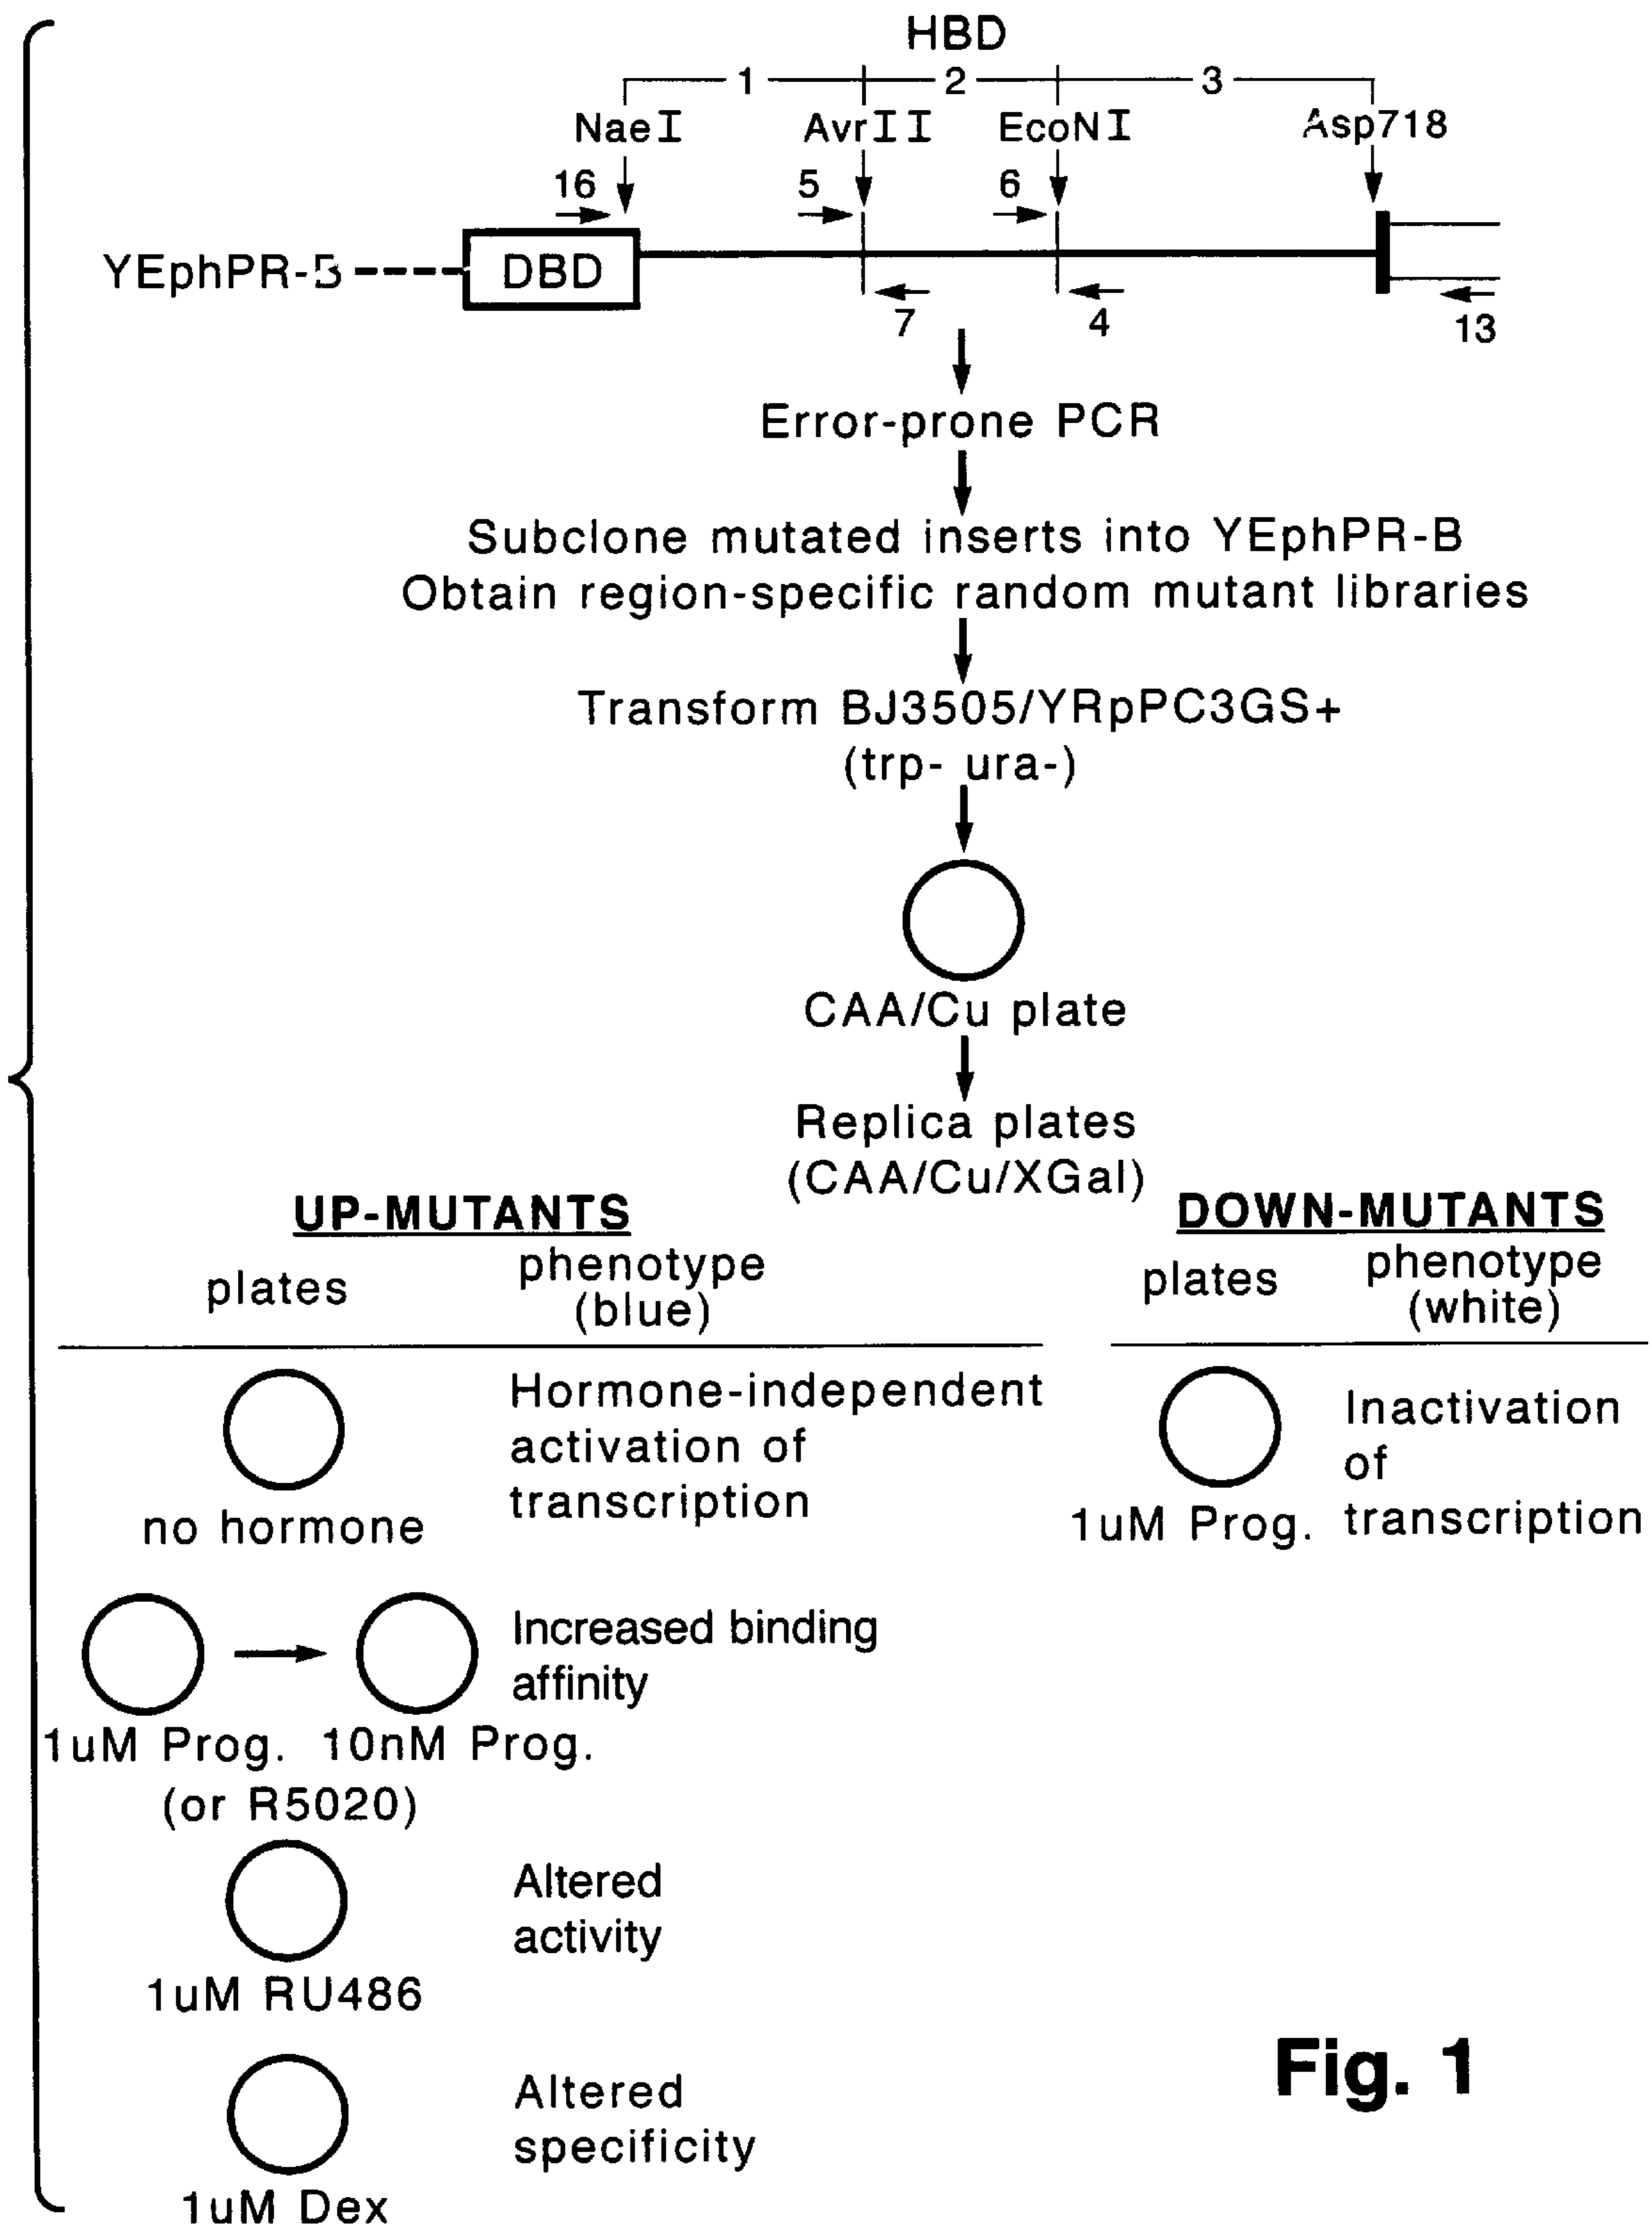 HBD
1 2 3
NaeI AvrII EcoNI Asp718
16 5 6
YEphPR-B DBD
7 4 13
Error-prone PCR
Subclone mutated inserts into YEphPR-B
Obtain region-specific random mutant libraries
Transform BJ3505/YRpPC3GS+
(trp- ura-)
CAA/Cu plate
Replica plates
(CAA/Cu/XGal)
UP-MUTANTS
plates phenotype
(blue)
Hormone-independent
activation of
transcription
no hormone
Increased binding
affinity
1uM Prog. 10nM Prog.
(or R5020)
Altered
activity
1uM RU486
Altered
specificity
1uM Dex
DOWN-MUTANTS
plates phenotype
(white)
Inactivation
of
1uM Prog. transcription
Fig. 1